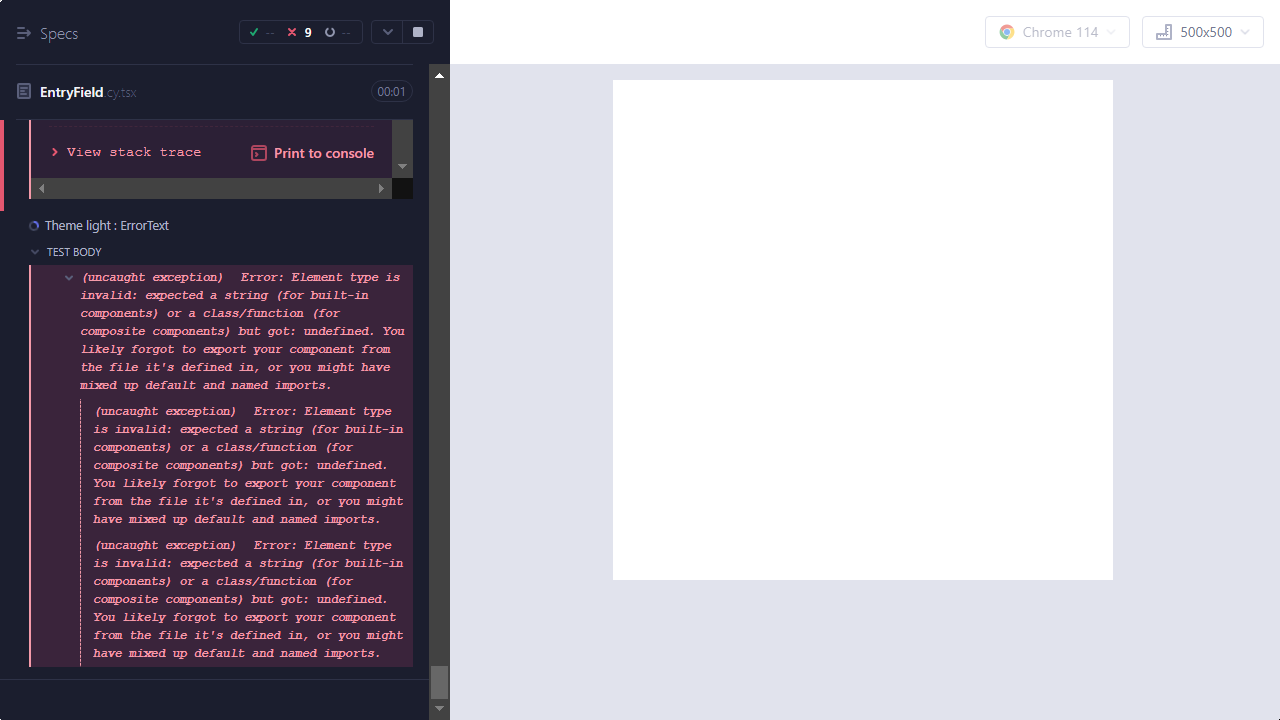 Specs
--
9
--
Chrome 114
500x500
EntryField.cy.tsx
00:01
View stack trace
Print to console
Theme light : ErrorText
TEST BODY
(uncaught exception) Error: Element type is
invalid: expected a string (for built-in
components) or a class/function (for
composite components) but got: undefined. You
likely forgot to export your component from
the file it's defined in, or you might have
mixed up default and named imports.
(uncaught exception) Error: Element type
is invalid: expected a string (for built-in
components) or a class/function (for
composite components) but got: undefined.
You likely forgot to export your component
from the file it's defined in, or you might
have mixed up default and named imports.
(uncaught exception) Error: Element type
is invalid: expected a string (for built-in
components) or a class/function (for
composite components) but got: undefined.
You likely forgot to export your component
from the file it's defined in, or you might
have mixed up default and named imports.